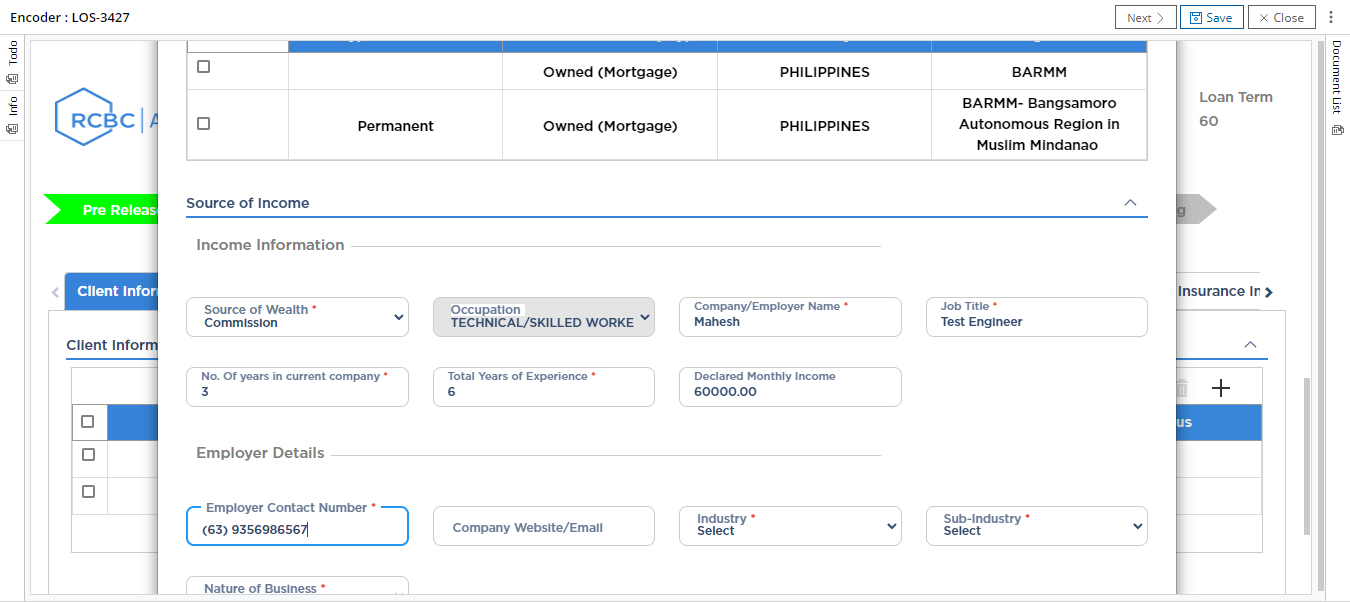 Encoder : LOS-3427
Next
Save
Close
Todo
Info
Document List
RCBC
Loan Term
60
Owned (Mortgage)
PHILIPPINES
BARMM
Permanent
Owned (Mortgage)
PHILIPPINES
BARMM- Bangsamoro
Autonomous Region in
Muslim Mindanao
Pre Release
Source of Income
Income Information
Client Infor
Insurance In
Source of Wealth *
Commission
Occupation
TECHNICAL/SKILLED WORKE
Company/Employer Name *
Mahesh
Job Title *
Test Engineer
Client Inform
No. Of years in current company *
3
Total Years of Experience *
6
Declared Monthly Income
60000.00
us
Employer Details
Employer Contact Number *
(63) 9356986567
Company Website/Email
Industry *
Select
Sub-Industry *
Select
Nature of Business *